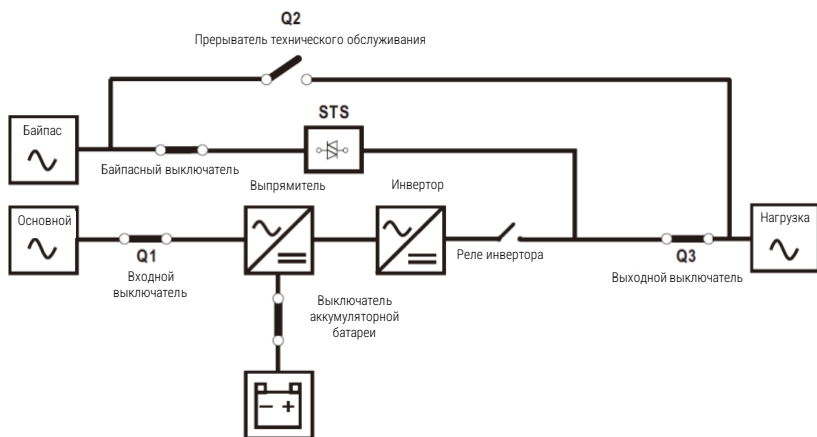 Q2
Прерыватель технического обслуживания
STS
Байпас
Байпасный выключатель
Выпрямитель
Инвертор
Основной
Нагрузка
Q1
Входной
выключатель
Реле инвертора
Q3
Выходной выключатель
Выключатель
аккумуляторной
батареи
− +